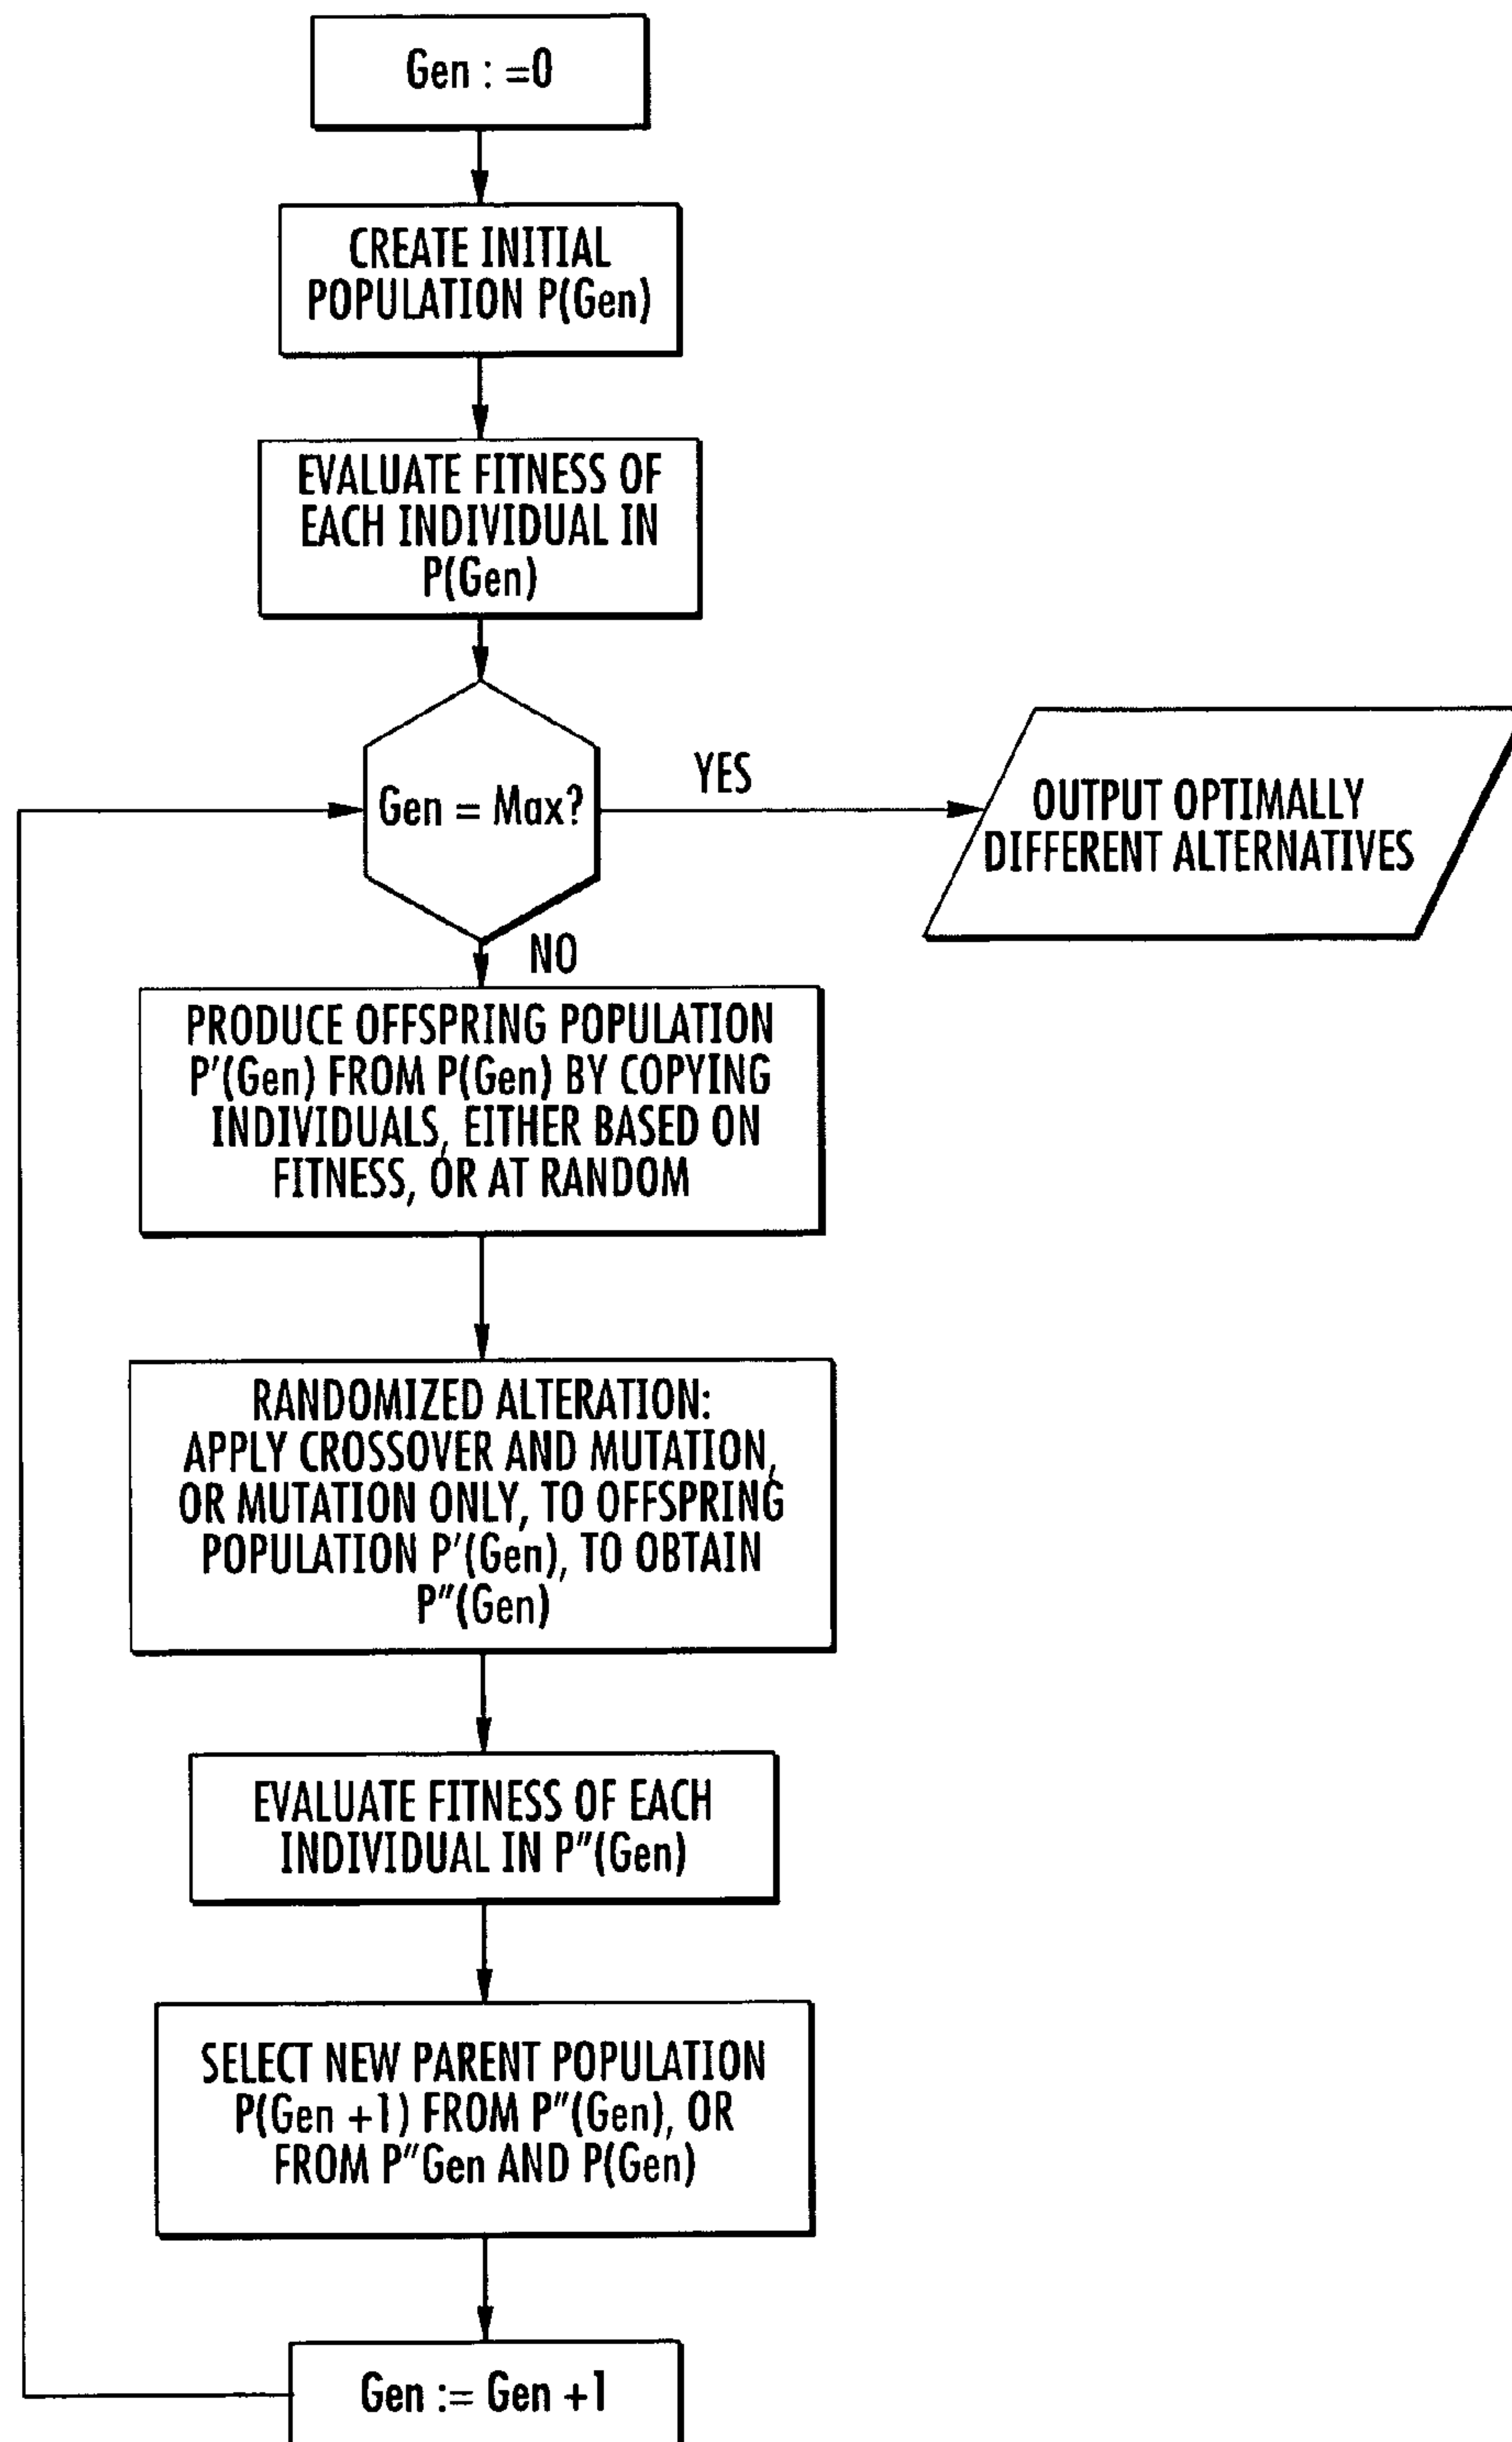 Gen : =0
CREATE INITIAL
POPULATION P(Gen)
EVALUATE FITNESS OF
EACH INDIVIDUAL IN
P(Gen)
Gen = Max?
YES
OUTPUT OPTIMALLY
DIFFERENT ALTERNATIVES
NO
PRODUCE OFFSPRING POPULATION
P'(Gen) FROM P(Gen) BY COPYING
INDIVIDUALS, EITHER BASED ON
FITNESS, OR AT RANDOM
RANDOMIZED ALTERATION:
APPLY CROSSOVER AND MUTATION,
OR MUTATION ONLY, TO OFFSPRING
POPULATION P'(Gen), TO OBTAIN
P"(Gen)
EVALUATE FITNESS OF EACH
INDIVIDUAL IN P"(Gen)
SELECT NEW PARENT POPULATION
P(Gen +1) FROM P"(Gen), OR
FROM P"Gen AND P(Gen)
Gen := Gen +1